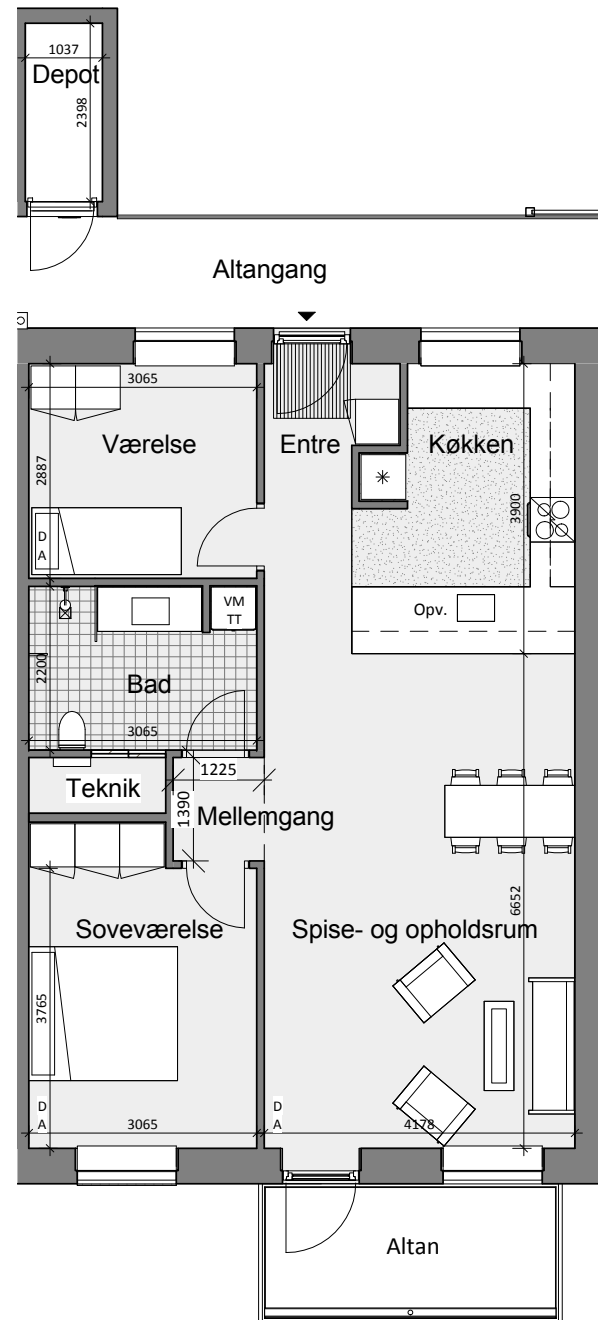 1037
Depot
2398
Altangang
3065
Værelse
Entre
Køkken
2887
3900
D
A
VM
TT
Opv.
2200
Bad
3065
1225
Teknik
1390
Mellemgang
Soveværelse
Spise- og opholdsrum
6652
3765
D
A
3065
D
A
4178
Altan